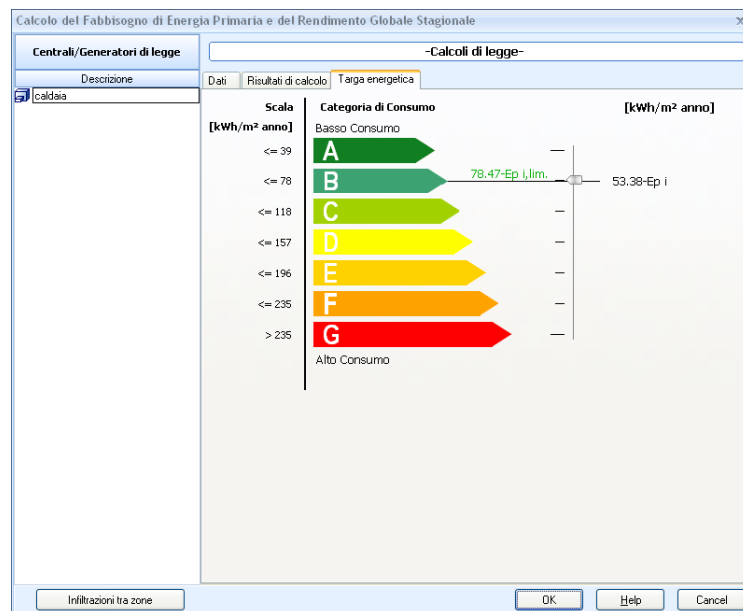 Calcolo del Fabbisogno di Energia Primaria e del Rendimento Globale Stagionale
Centrali/Generatori di legge
-Calcoli di legge-
Descrizione
Dati
Risultati di calcolo
Targa energetica
caldaia
Scala
Categoria di Consumo
[kWh/m² anno]
[kWh/m² anno]
Basso Consumo
<= 39
A
<= 78
B
78.47-Ep i,lim.
53.38-Ep i
<= 118
C
<= 157
D
<= 196
E
<= 235
F
> 235
G
Alto Consumo
Infiltrazioni tra zone
OK
Help
Cancel